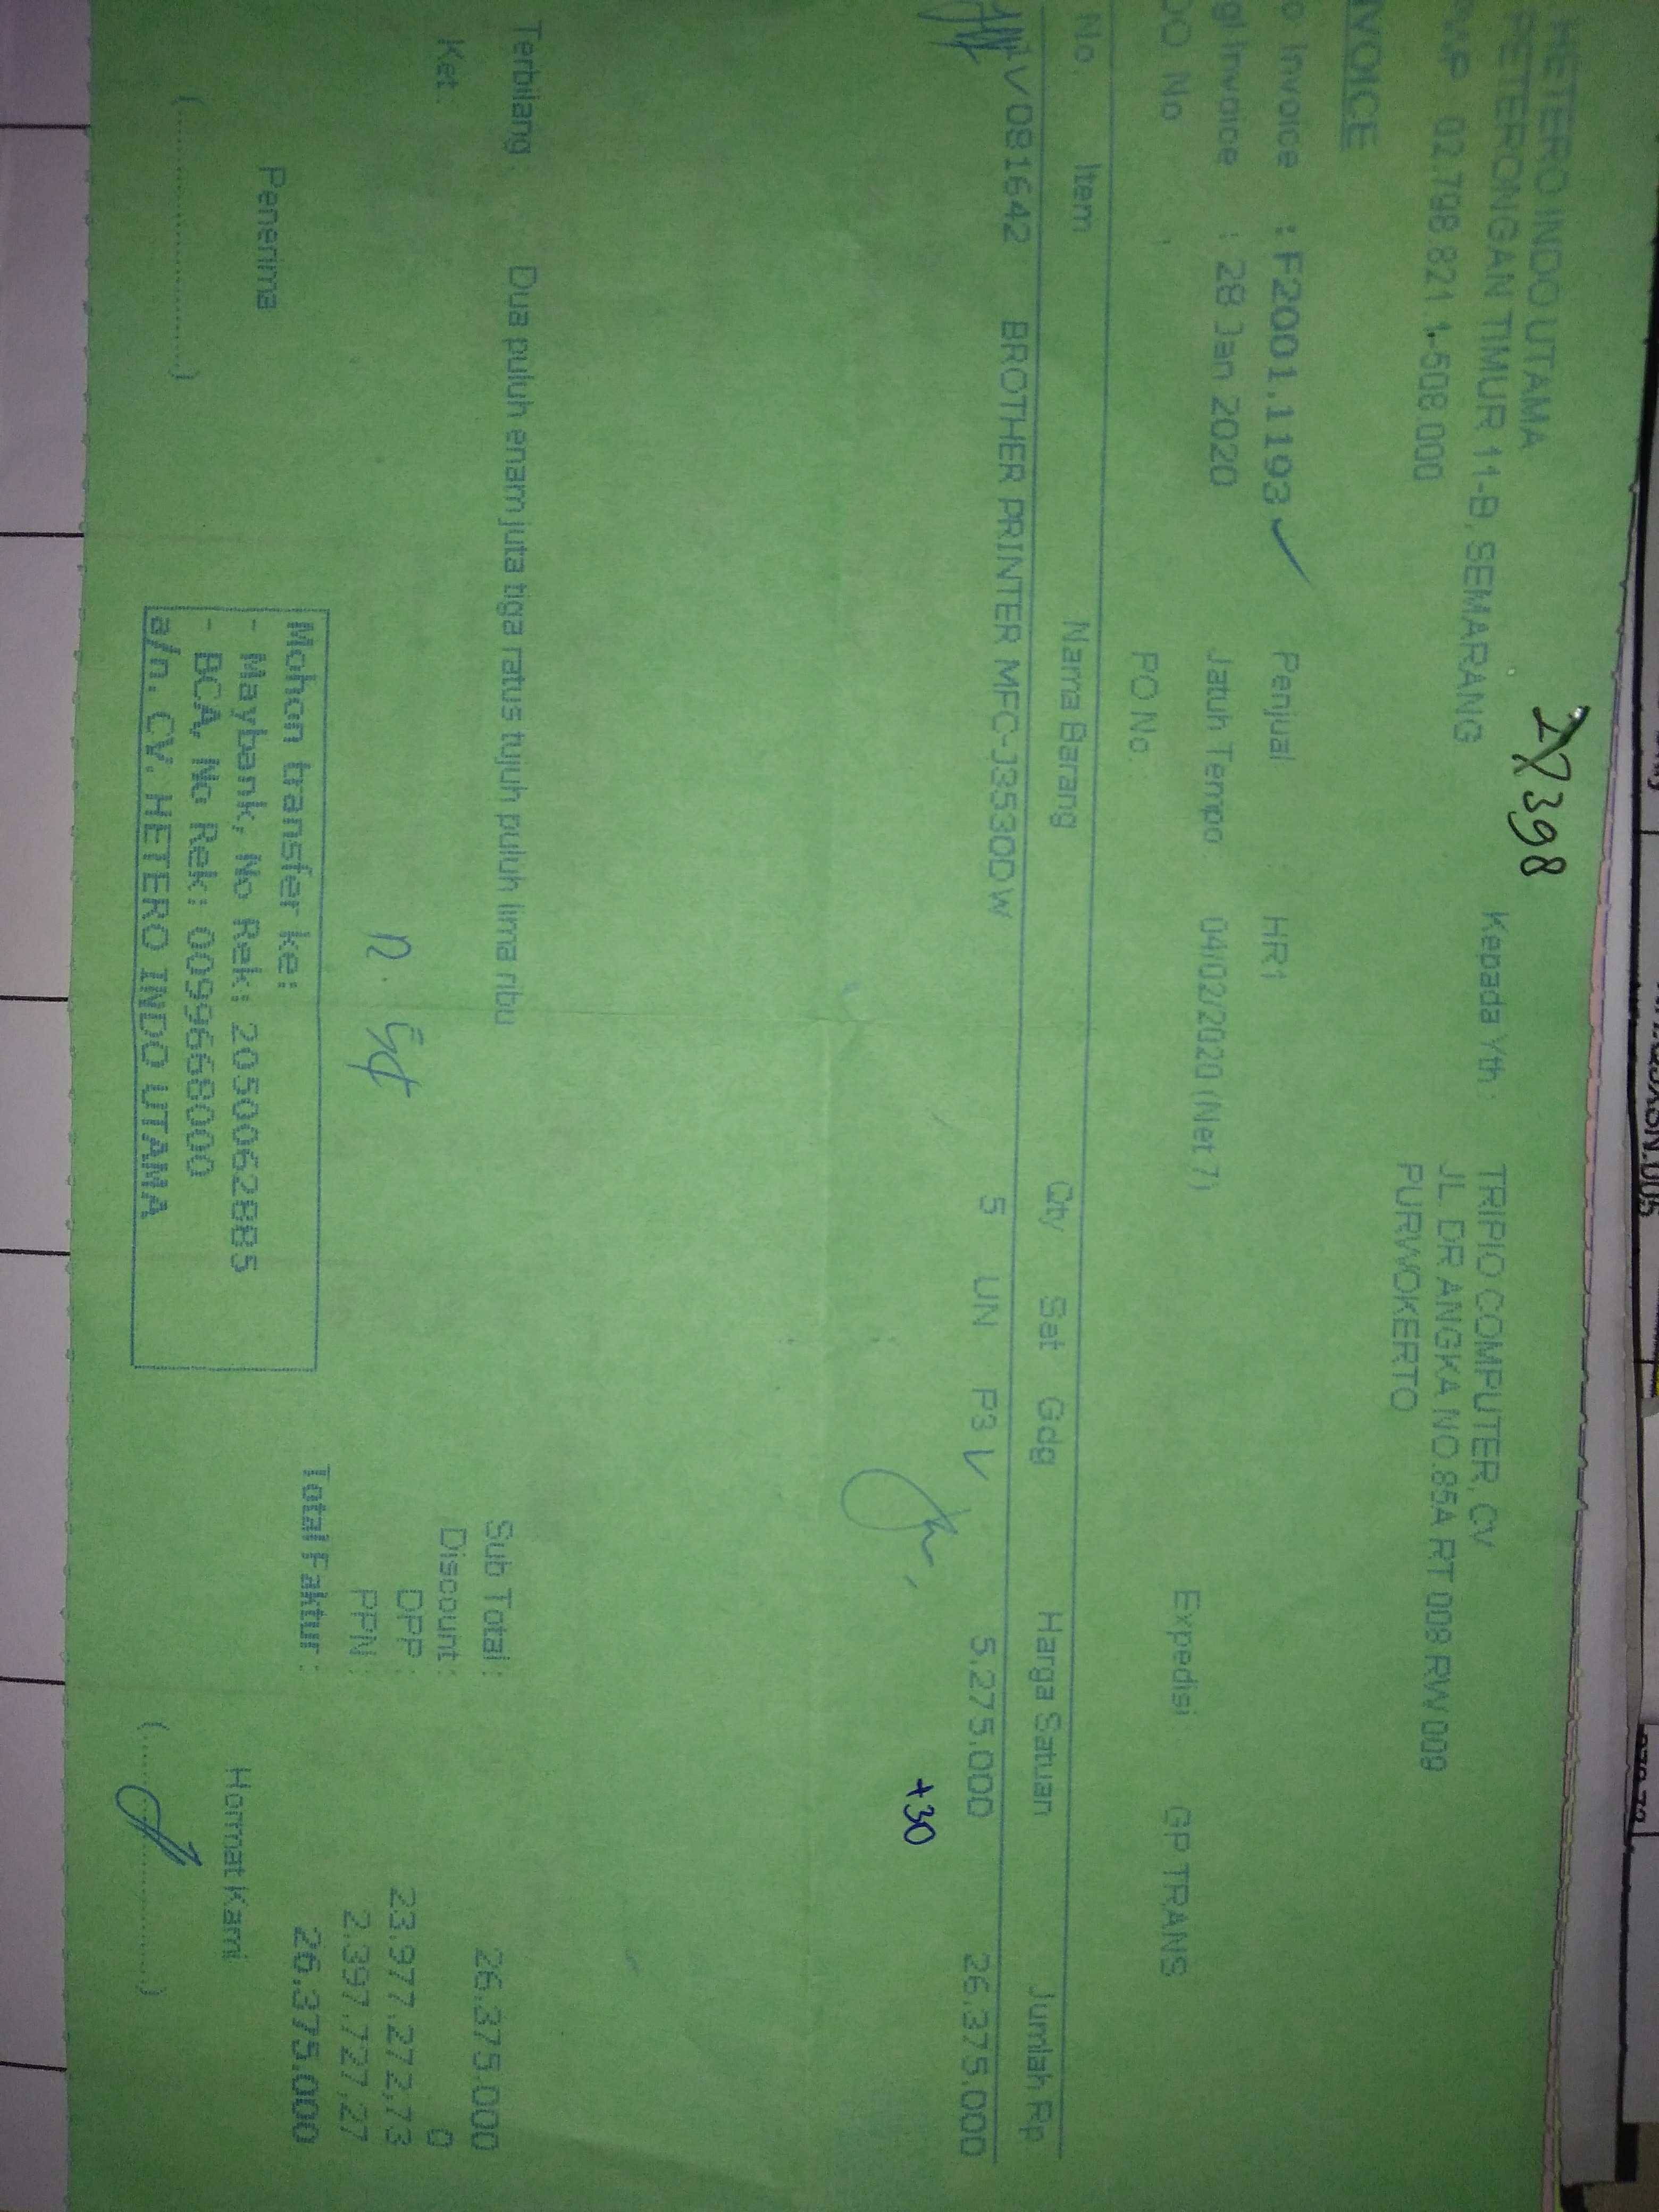 HETERO INDO UTAMA
PETERONGAN TIMUR 11-B, SEMARANG
02.798.821.1-508.000
27398
Kepada Yth : TRIPIO COMPUTER, CV
JL. DR ANGKA NO.85A RT 008 RW 009
PURWOKERTO
NVOICE
o Invoice : F2001.1193 Penjual : HR1
gl Invoice : 28 Jan 2020 Jatuh Tempo : 04/02/2020 (Net 7)
DO No : PO No. Expedisi : GP TRANS
No. Item Nama Barang Qty Sat Gdg Harga Satuan Jumlah Rp
V081642 BROTHER PRINTER MFC-J3530DW 5 UN P3 5.275.000 26.375.000
+30
Terbilang Dua puluh enam juta tiga ratus tujuh puluh lima ribu
Ket :
Sub Total : 26.375.000
Discount : 0
DPP : 23.977.272,73
PPN : 2.397.727,27
Total Faktur : 26.375.000
Penerima
Hormat Kami
Mohon transfer ke:
- Maybank, No Rek: 2050062885
- BCA, No Rek: 0099668000
a/n. CV. HETERO INDO UTAMA
(..................)
(..................)